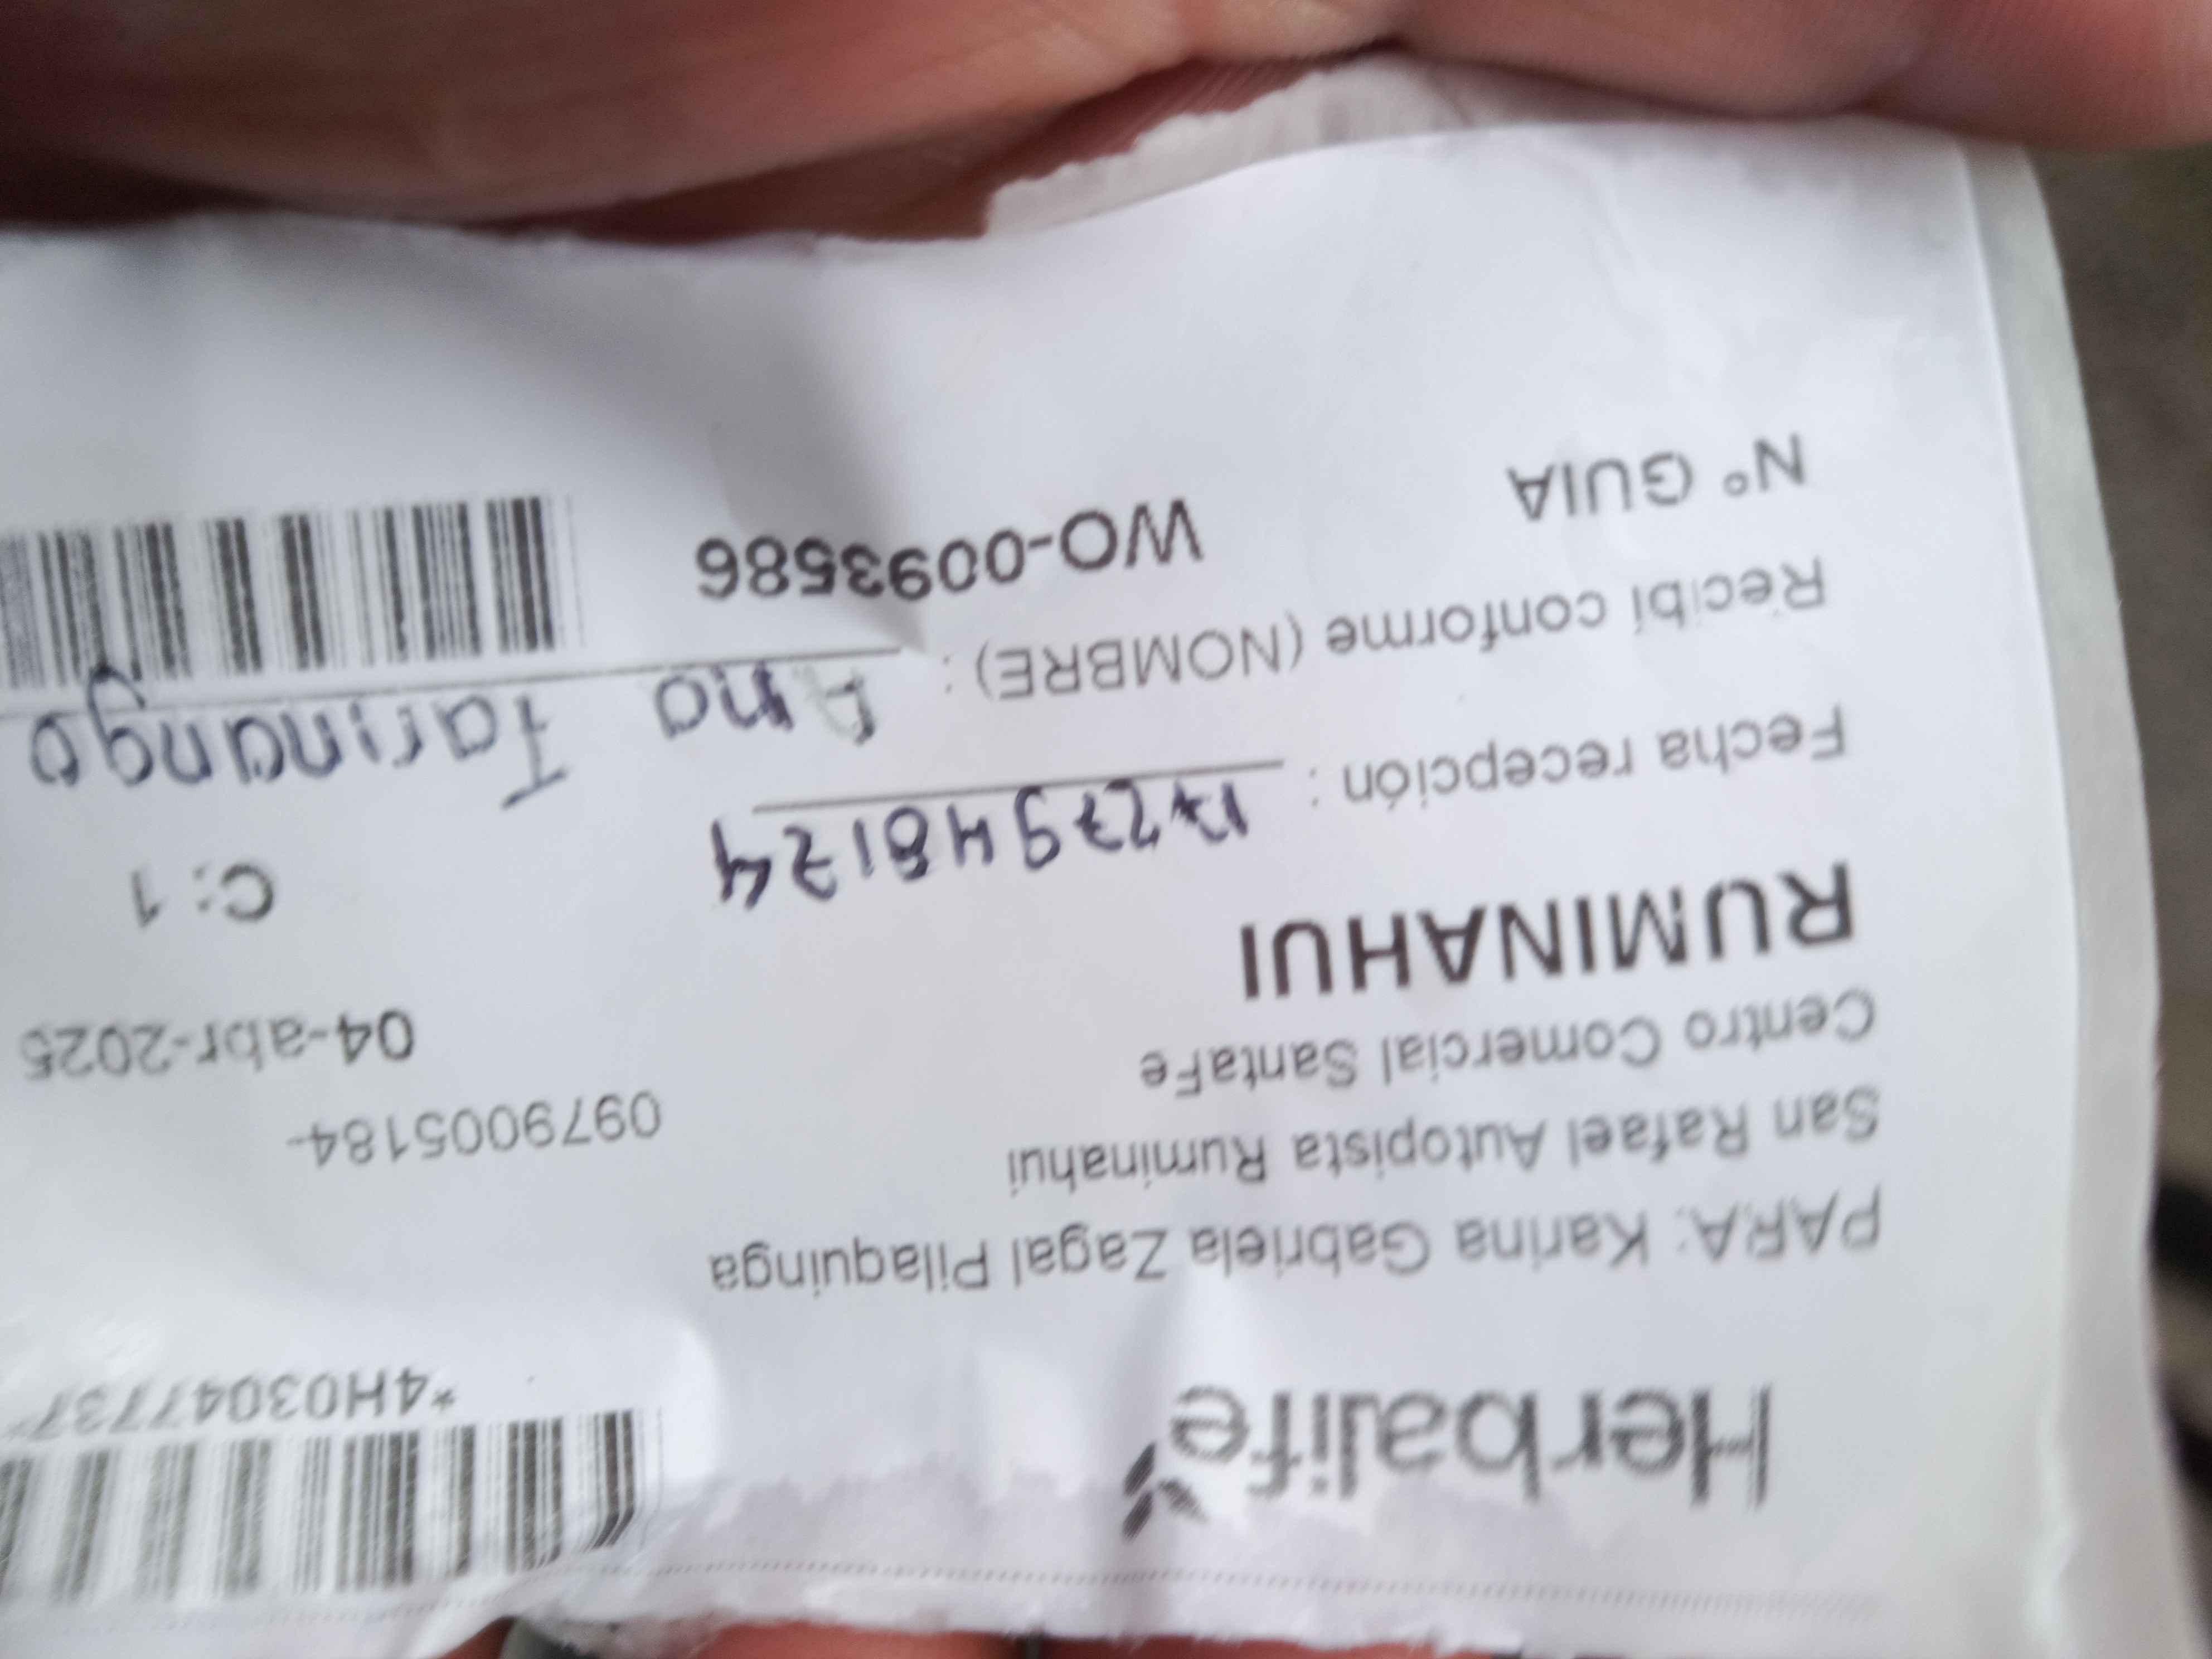 Herbalife
*4H03047737*
PARA: Karina Gabriela Zagal Pilaquinga
San Rafael Autopista Ruminahui
0979005184-
Centro Comercial SantaFe
04-abr-2025
RUMINAHUI
C: 1
Fecha recepción :
Recibí conforme (NOMBRE) : Ana Tarinango
N° GUIA WO-0093586